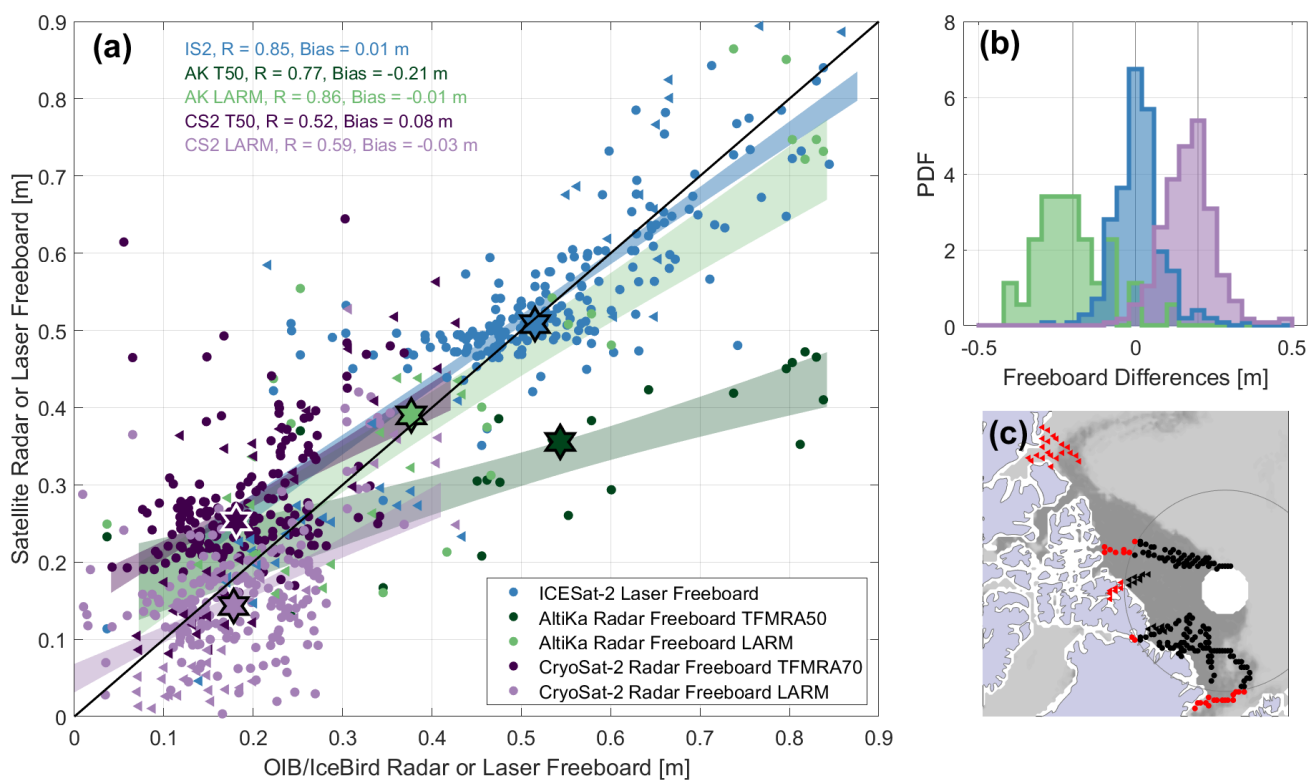 (a)
IS2, R = 0.85, Bias = 0.01 m
AK T50, R = 0.77, Bias = -0.21 m
AK LARM, R = 0.86, Bias = -0.01 m
CS2 T50, R = 0.52, Bias = 0.08 m
CS2 LARM, R = 0.59, Bias = -0.03 m
Satellite Radar or Laser Freeboard [m]
0.9
0.8
0.7
0.6
0.5
0.4
0.3
0.2
0.1
0
ICESat-2 Laser Freeboard
AltiKa Radar Freeboard TFMRA50
AltiKa Radar Freeboard LARM
CryoSat-2 Radar Freeboard TFMRA70
CryoSat-2 Radar Freeboard LARM
0 0.1 0.2 0.3 0.4 0.5 0.6 0.7 0.8 0.9
OIB/IceBird Radar or Laser Freeboard [m]
(b)
PDF
8
6
4
2
0
-0.5 0 0.5
Freeboard Differences [m]
(c)